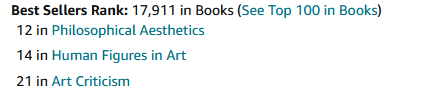 Best Sellers Rank: 17,911 in Books (See Top 100 in Books)
12 in Philosophical Aesthetics
14 in Human Figures in Art
21 in Art Criticism